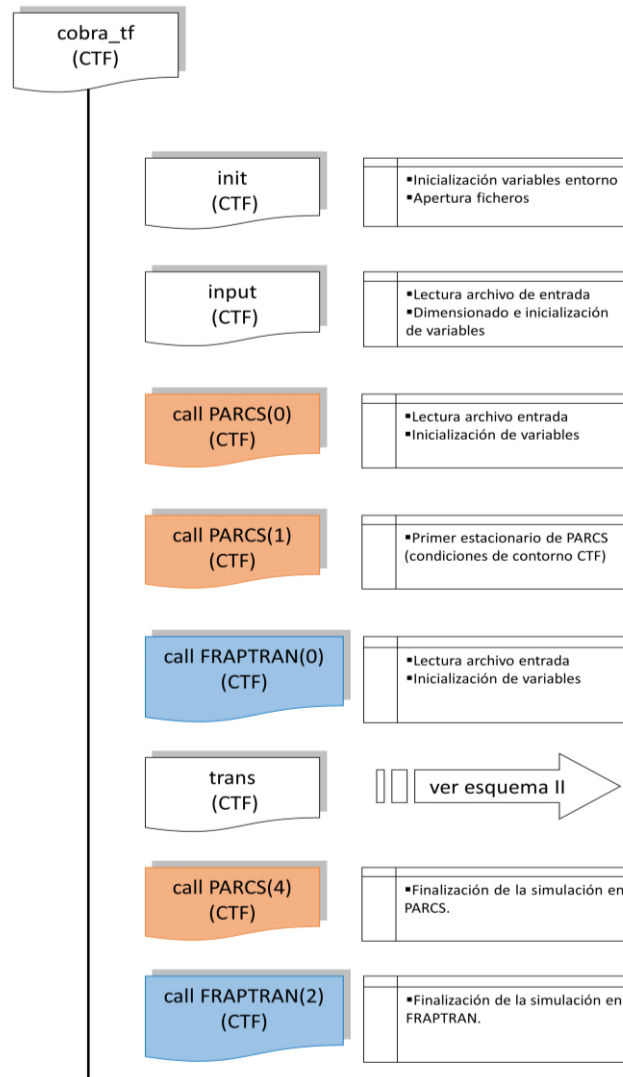 cobra_tf
(CTF)
init
(CTF)
▪Inicialización variables entorno
▪Apertura ficheros
input
(CTF)
▪Lectura archivo de entrada
▪Dimensionado e inicialización
de variables
call PARCS(0)
(CTF)
▪Lectura archivo entrada
▪Inicialización de variables
call PARCS(1)
(CTF)
▪Primer estacionario de PARCS
(condiciones de contorno CTF)
call FRAPTRAN(0)
(CTF)
▪Lectura archivo entrada
▪Inicialización de variables
trans
(CTF)
ver esquema II
call PARCS(4)
(CTF)
▪Finalización de la simulación en
PARCS.
call FRAPTRAN(2)
(CTF)
▪Finalización de la simulación en
FRAPTRAN.